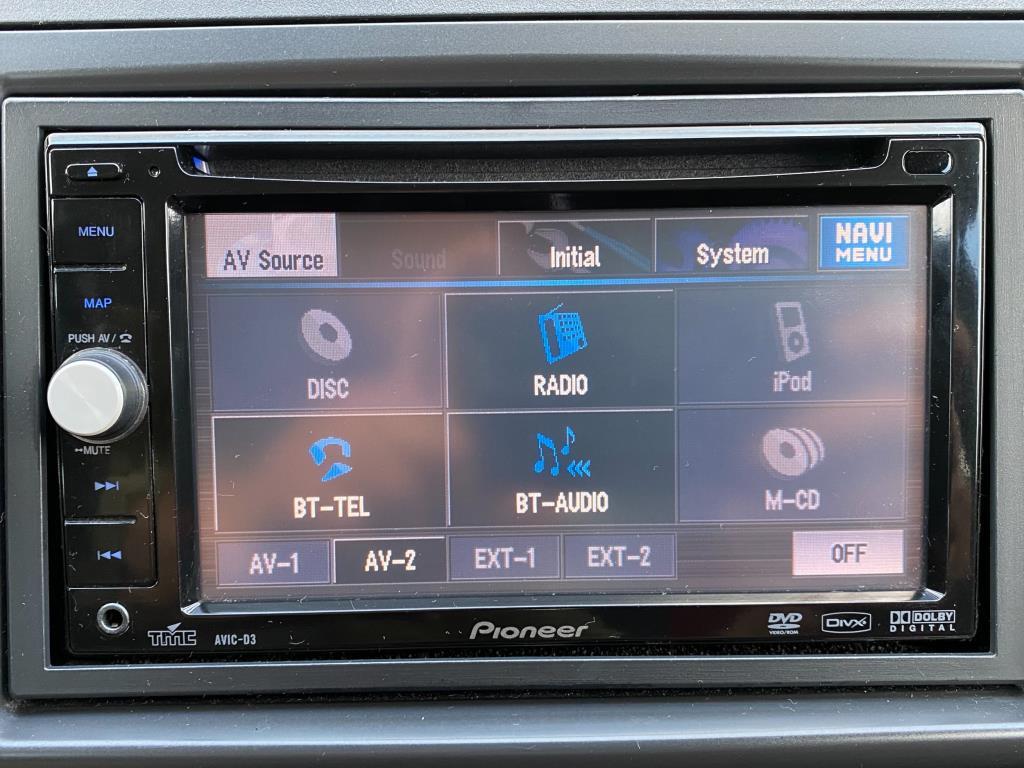 MENU
MAP
PUSH AV /
MUTE
AV Source Sound Initial System NAVI MENU
DISC RADIO iPod
BT-TEL BT-AUDIO M-CD
AV-1 AV-2 EXT-1 EXT-2 OFF
TMC AVIC-D3 Pioneer DVD VIDEO/ROM DIVX DOLBY DIGITAL